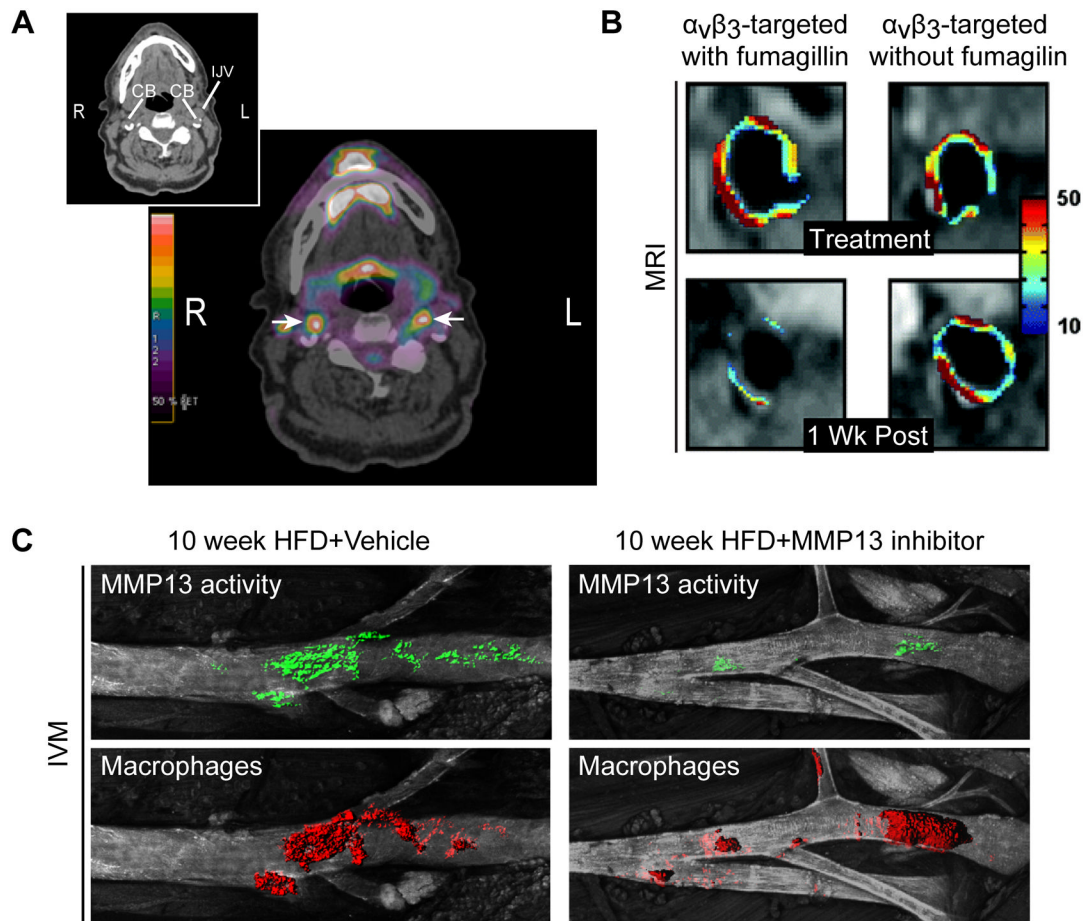 A
CB
CB
IJV
R
L
R
L
R
1
2
2
50 % PET
B
αvβ3-targeted
with fumagillin
αvβ3-targeted
without fumagilin
MRI
Treatment
1 Wk Post
50
10
C
10 week HFD+Vehicle
10 week HFD+MMP13 inhibitor
IVM
MMP13 activity
MMP13 activity
Macrophages
Macrophages